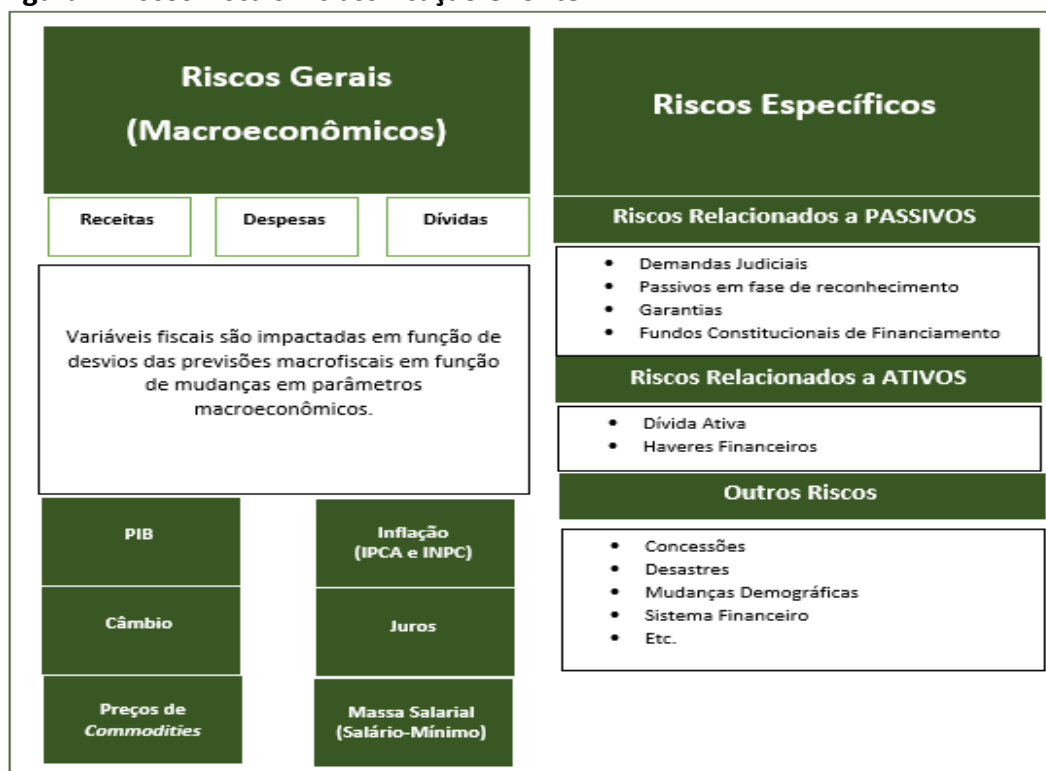 Riscos Gerais
(Macroeconômicos)
Receitas
Despesas
Dívidas
Variáveis fiscais são impactadas em função de
desvios das previsões macrofiscais em função
de mudanças em parâmetros
macroeconômicos.
PIB
Inflação
(IPCA e INPC)
Câmbio
Juros
Preços de
Commodities
Massa Salarial
(Salário-Mínimo)
Riscos Específicos
Riscos Relacionados a PASSIVOS
• Demandas Judiciais
• Passivos em fase de reconhecimento
• Garantias
• Fundos Constitucionais de Financiamento
Riscos Relacionados a ATIVOS
• Dívida Ativa
• Haveres Financeiros
Outros Riscos
• Concessões
• Desastres
• Mudanças Demográficas
• Sistema Financeiro
• Etc.